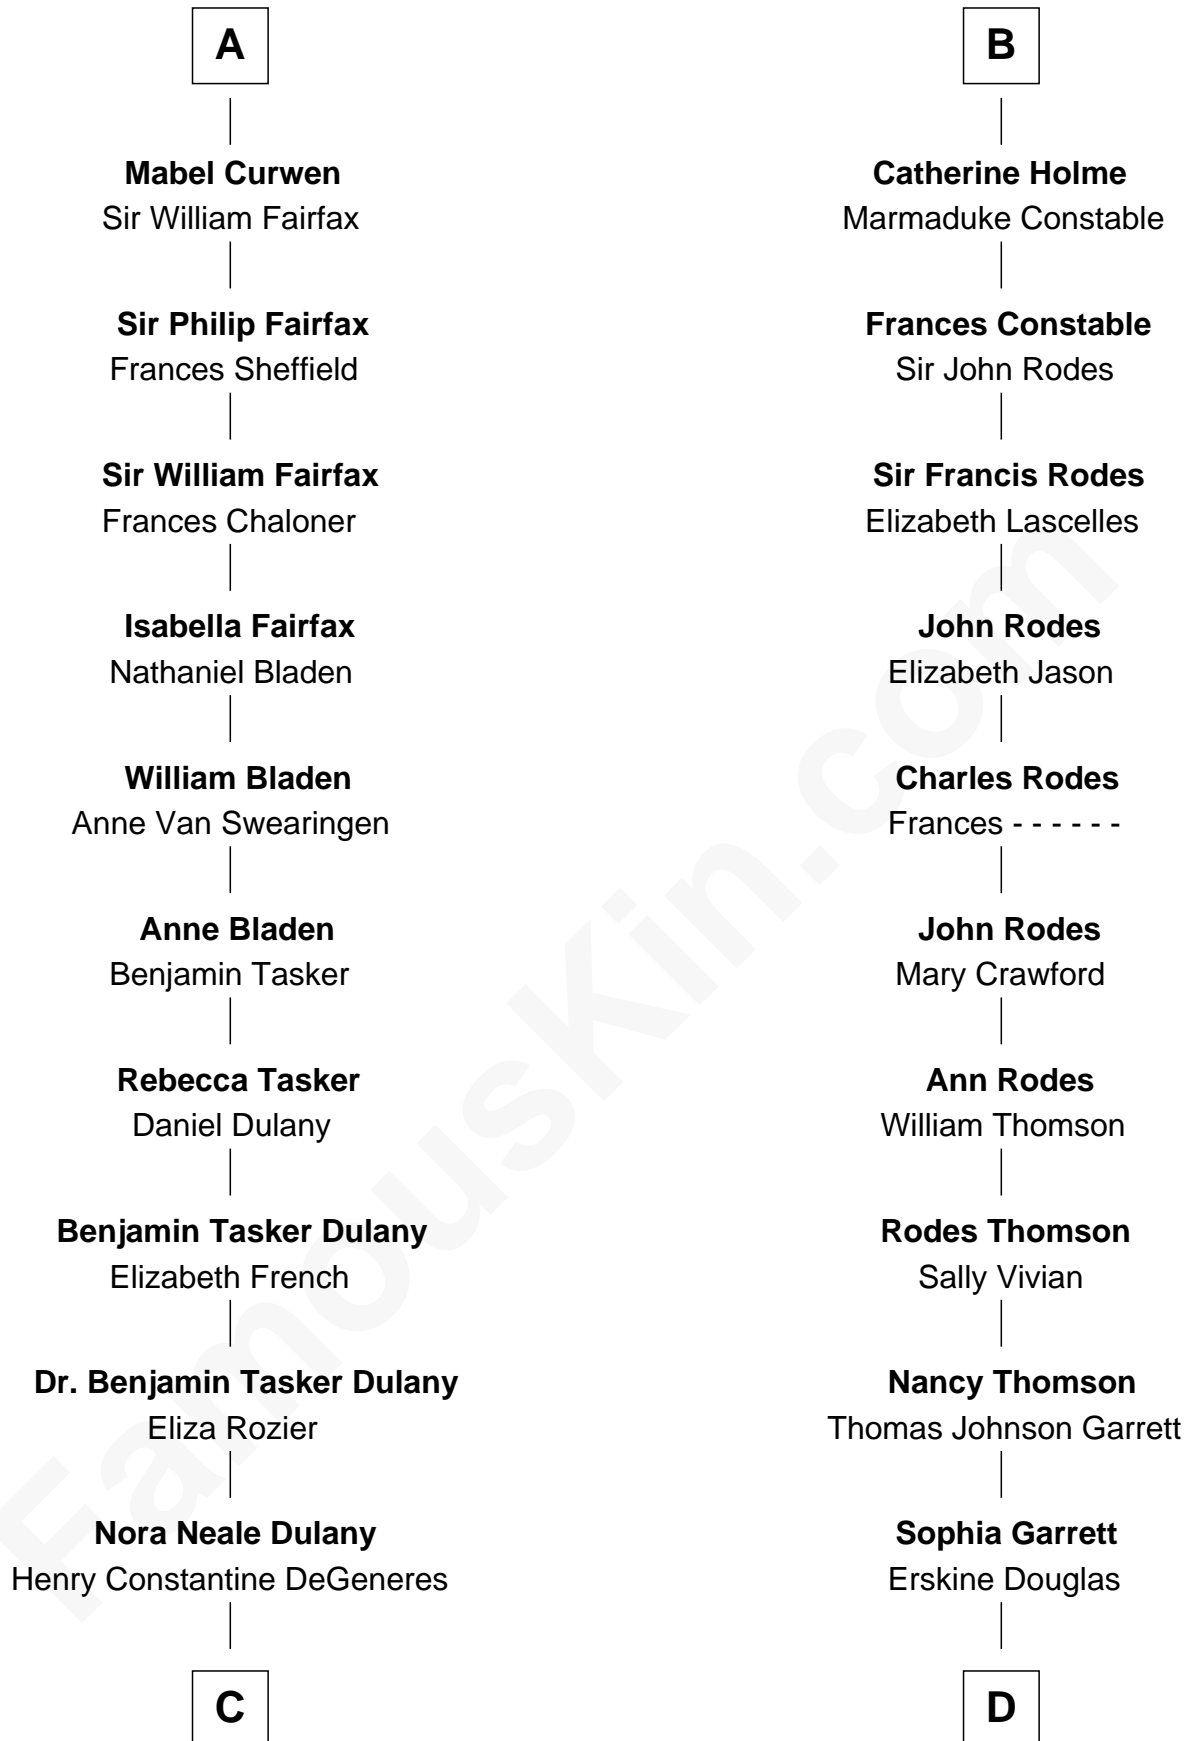 A
Mabel Curwen
Sir William Fairfax
Sir Philip Fairfax
Frances Sheffield
Sir William Fairfax
Frances Chaloner
Isabella Fairfax
Nathaniel Bladen
William Bladen
Anne Van Swearingen
Anne Bladen
Benjamin Tasker
Rebecca Tasker
Daniel Dulany
Benjamin Tasker Dulany
Elizabeth French
Dr. Benjamin Tasker Dulany
Eliza Rozier
Nora Neale Dulany
Henry Constantine DeGeneres
C
B
Catherine Holme
Marmaduke Constable
Frances Constable
Sir John Rodes
Sir Francis Rodes
Elizabeth Lascelles
John Rodes
Elizabeth Jason
Charles Rodes
Frances - - - - - -
John Rodes
Mary Crawford
Ann Rodes
William Thomson
Rodes Thomson
Sally Vivian
Nancy Thomson
Thomas Johnson Garrett
Sophia Garrett
Erskine Douglas
D
FamousKin.com